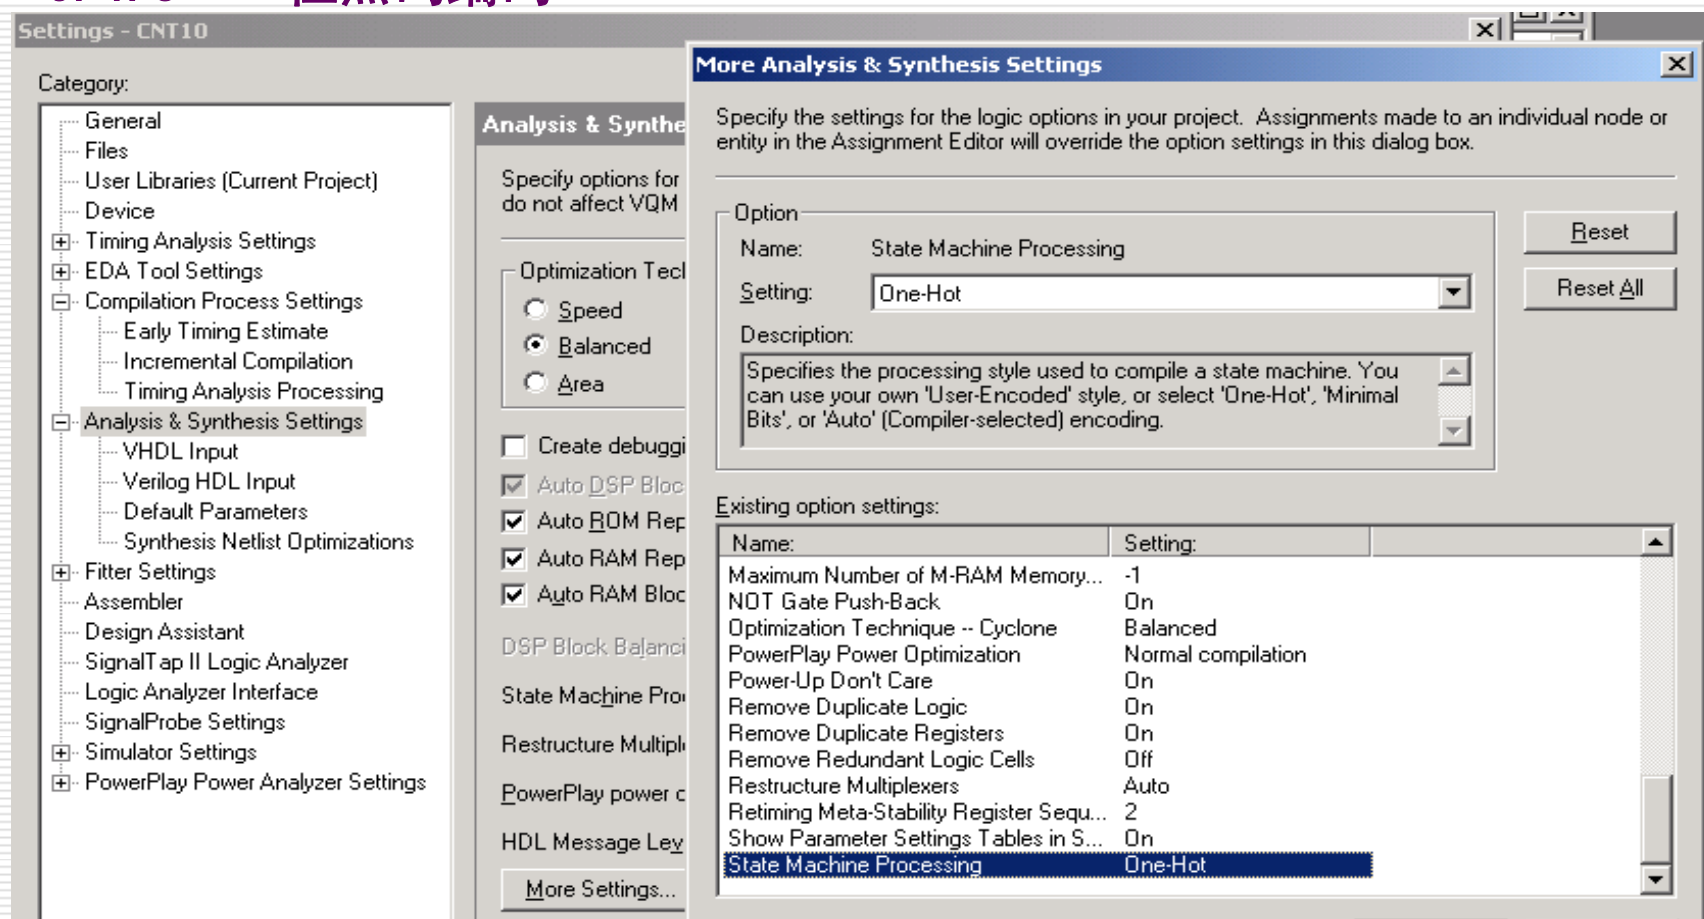 Settings - CNT10
Category:
General
Files
User Libraries (Current Project)
Device
Timing Analysis Settings
EDA Tool Settings
Compilation Process Settings
Early Timing Estimate
Incremental Compilation
Timing Analysis Processing
Analysis & Synthesis Settings
VHDL Input
Verilog HDL Input
Default Parameters
Synthesis Netlist Optimizations
Fitter Settings
Assembler
Design Assistant
SignalTap II Logic Analyzer
Logic Analyzer Interface
SignalProbe Settings
Simulator Settings
PowerPlay Power Analyzer Settings
Analysis & Synthe
Specify options for
do not affect VQM
Optimization Tecl
Speed
Balanced
Area
Create debuggi
Auto DSP Bloc
Auto ROM Rep
Auto RAM Rep
Auto RAM Bloc
DSP Block Balanci
State Machine Pro
Restructure Multipl
PowerPlay power c
HDL Message Lev
More Settings...
More Analysis & Synthesis Settings
Specify the settings for the logic options in your project. Assignments made to an individual node or
entity in the Assignment Editor will override the option settings in this dialog box.
Option
Name: State Machine Processing
Setting: One-Hot
Description:
Specifies the processing style used to compile a state machine. You
can use your own 'User-Encoded' style, or select 'One-Hot', 'Minimal
Bits', or 'Auto' (Compiler-selected) encoding.
Reset
Reset All
Existing option settings:
Name: Setting:
Maximum Number of M-RAM Memory... -1
NOT Gate Push-Back On
Optimization Technique -- Cyclone Balanced
PowerPlay Power Optimization Normal compilation
Power-Up Don't Care On
Remove Duplicate Logic On
Remove Duplicate Registers On
Remove Redundant Logic Cells Off
Restructure Multiplexers Auto
Retiming Meta-Stability Register Sequ... 2
Show Parameter Settings Tables in S... On
State Machine Processing One-Hot